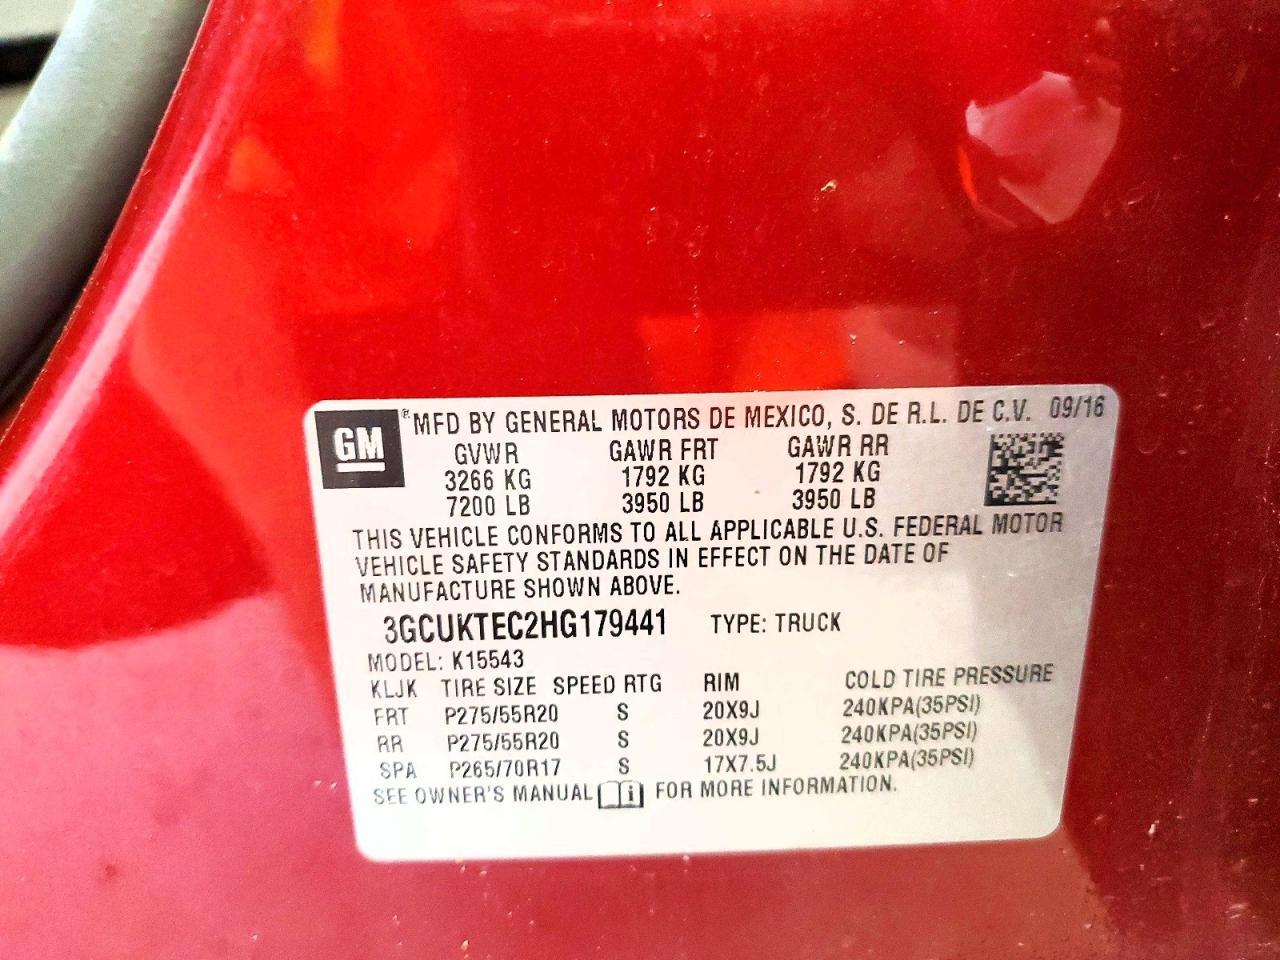 GM
® MFD BY GENERAL MOTORS DE MEXICO, S. DE R.L. DE C.V. 09/16
GVWR GAWR FRT GAWR RR
3266 KG 1792 KG 1792 KG
7200 LB 3950 LB 3950 LB
THIS VEHICLE CONFORMS TO ALL APPLICABLE U.S. FEDERAL MOTOR
VEHICLE SAFETY STANDARDS IN EFFECT ON THE DATE OF
MANUFACTURE SHOWN ABOVE.
3GCUKTEC2HG179441 TYPE: TRUCK
MODEL: K15543
KLJK TIRE SIZE SPEED RTG RIM COLD TIRE PRESSURE
FRT P275/55R20 S 20X9J 240KPA(35PSI)
RR P275/55R20 S 20X9J 240KPA(35PSI)
SPA P265/70R17 S 17X7.5J 240KPA(35PSI)
SEE OWNER'S MANUAL i FOR MORE INFORMATION.